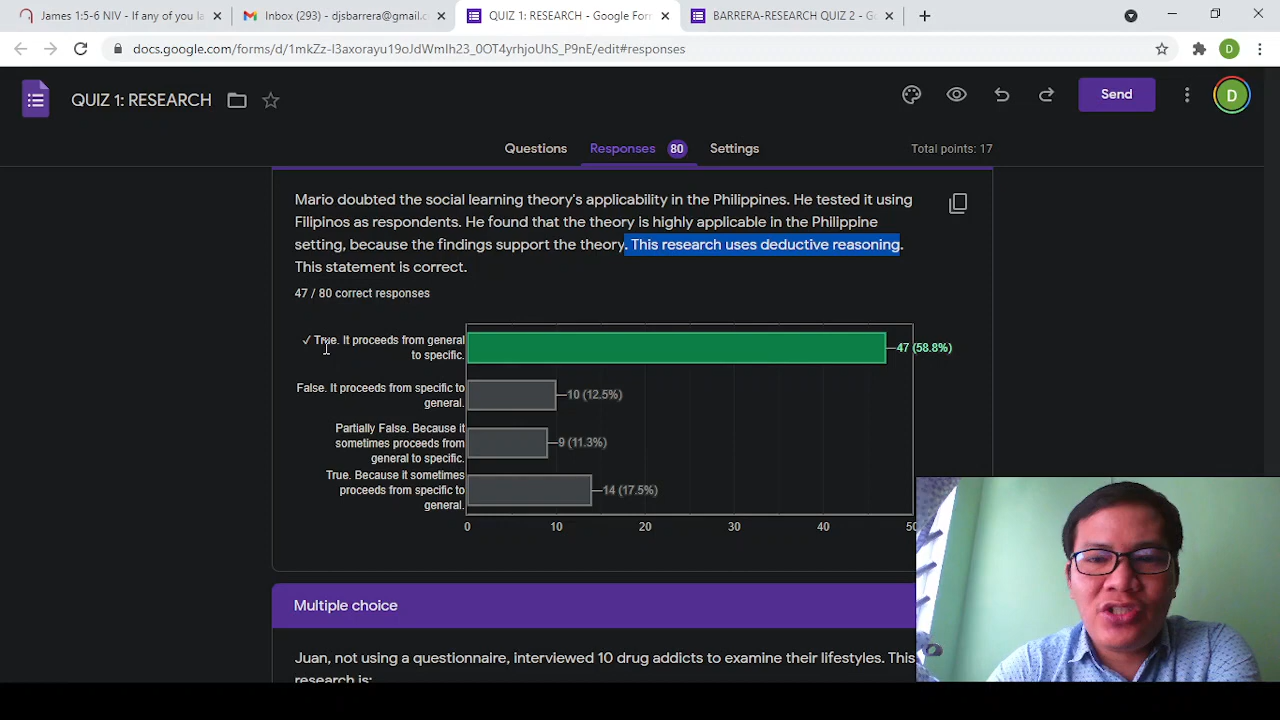 James 1:5-6 NIV - If any of you la
Inbox (293) - djsbarrera@gmail.c
QUIZ 1: RESEARCH - Google Form
BARRERA-RESEARCH QUIZ 2 - Go
docs.google.com/forms/d/1mkZz-I3axorayu19oJdWmIh23_0OT4yrhjoUhS_P9nE/edit#responses
D
QUIZ 1: RESEARCH
Send
D
Questions
Responses
80
Settings
Total points: 17
Mario doubted the social learning theory's applicability in the Philippines. He tested it using
Filipinos as respondents. He found that the theory is highly applicable in the Philippine
setting, because the findings support the theory. This research uses deductive reasoning.
This statement is correct.
47 / 80 correct responses
✓ True. It proceeds from general
to specific.
47 (58.8%)
False. It proceeds from specific to
general.
10 (12.5%)
Partially False. Because it
sometimes proceeds from
general to specific.
9 (11.3%)
True. Because it sometimes
proceeds from specific to
general.
14 (17.5%)
0
10
20
30
40
50
Multiple choice
Juan, not using a questionnaire, interviewed 10 drug addicts to examine their lifestyles. This
research is: